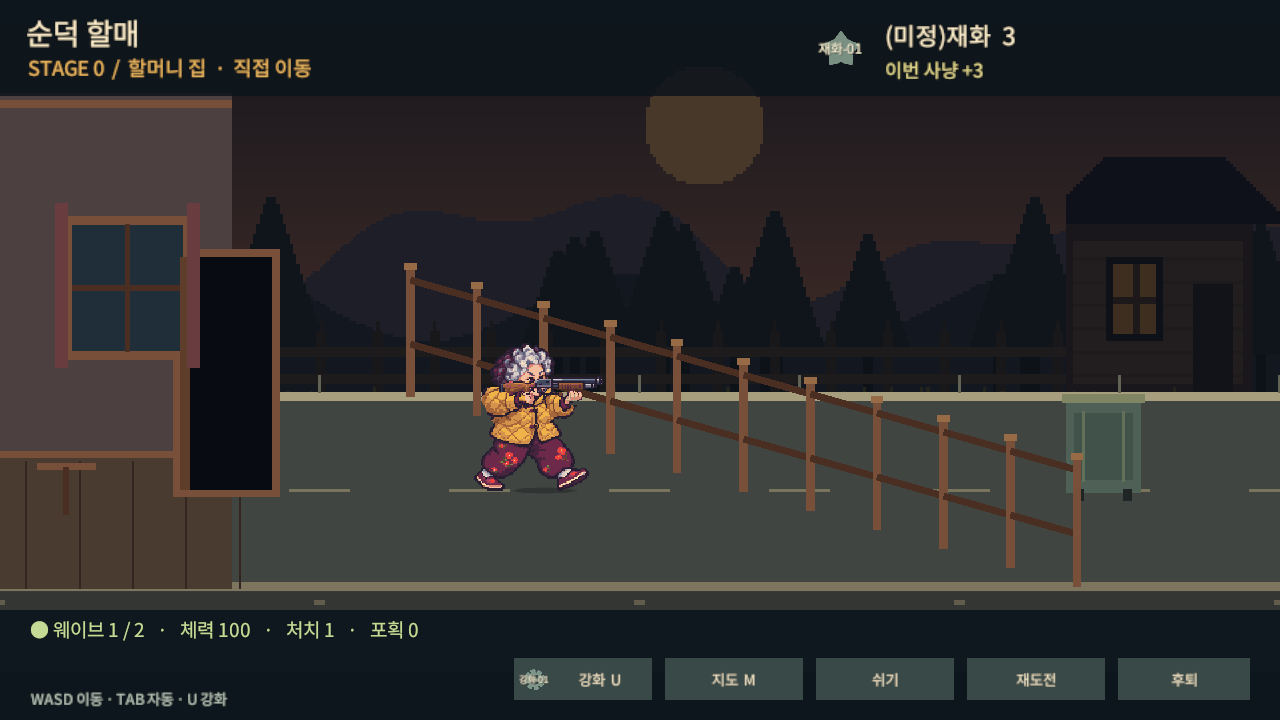 순덕 할매
STAGE 0 / 할머니 집 · 직접 이동
재화-01
(미정)재화 3
이번 사냥 +3
웨이브 1 / 2 · 체력 100 · 처치 1 · 포획 0
WASD 이동 · TAB 자동 · U 강화
강화-01
강화 U
지도 M
쉬기
재도전
후퇴